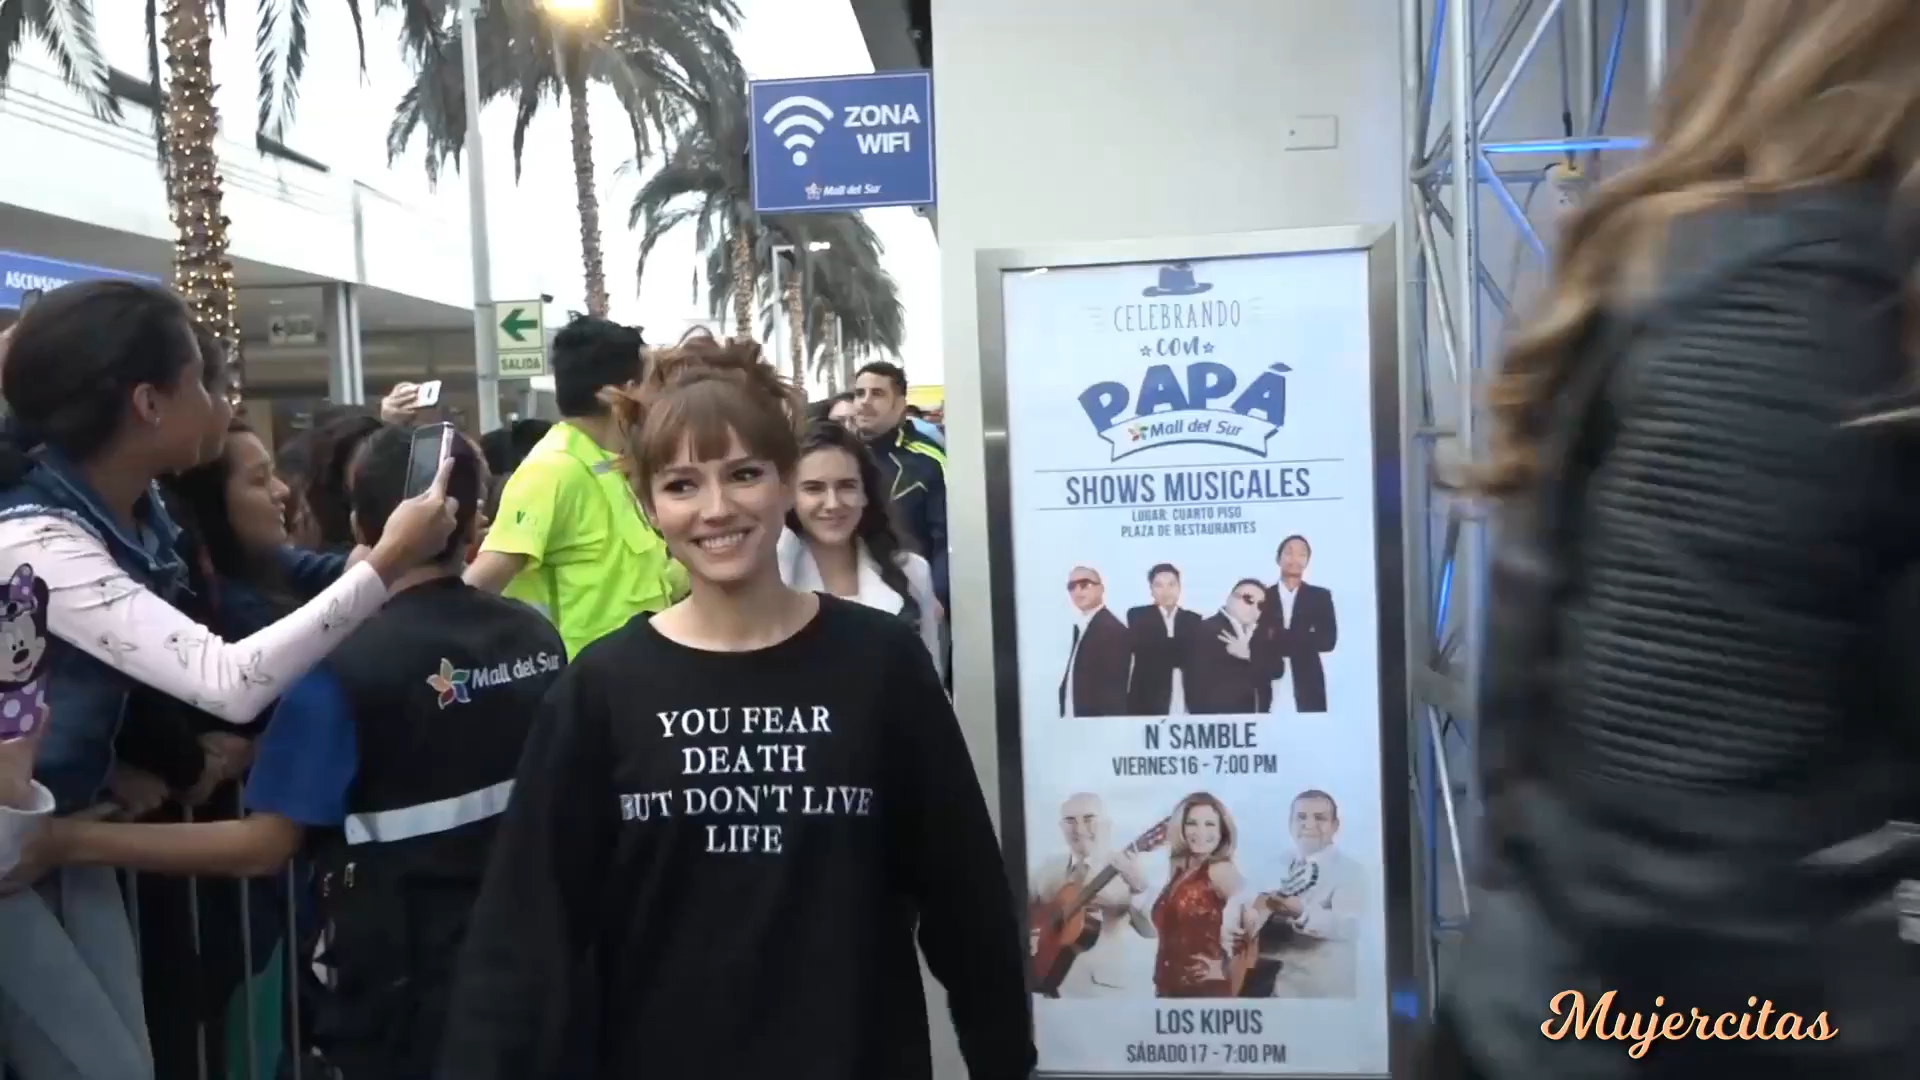 ZONA
WIFI
Mall del Sur
SALIDA
CELEBRANDO
CON
PAPÁ
Mall del Sur
SHOWS MUSICALES
LUGAR: CUARTO PISO
PLAZA DE RESTAURANTES
N´SAMBLE
VIERNES16 - 7:00 PM
LOS KIPUS
SÁBADO17 - 7:00 PM
Mall del Sur
YOU FEAR
DEATH
BUT DON'T LIVE
LIFE
Mujercitas